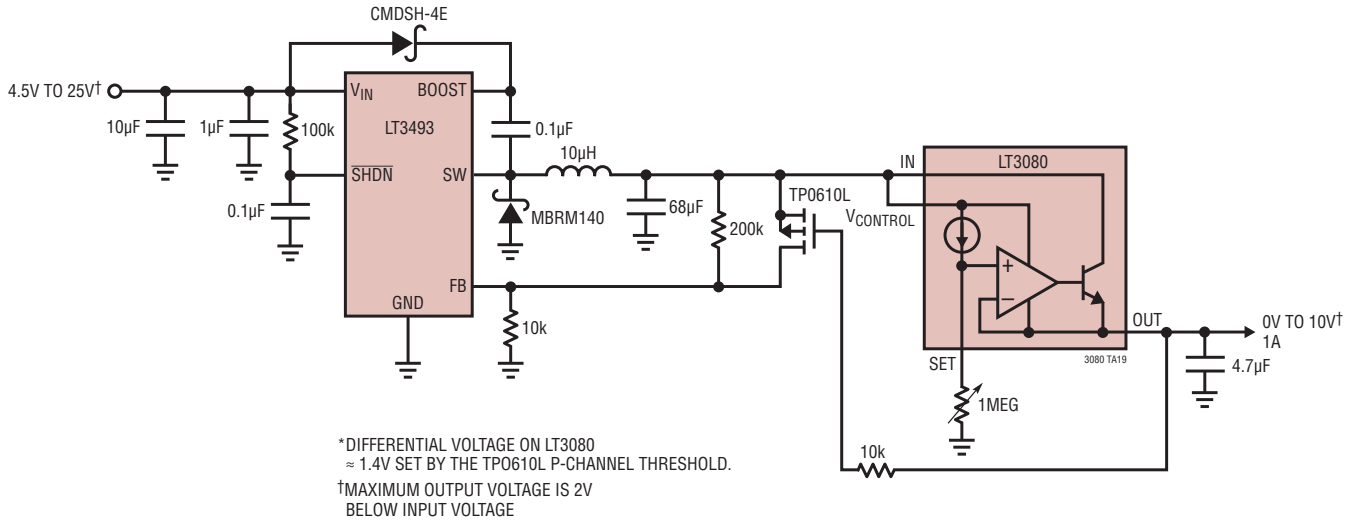 CMDSH-4E
4.5V TO 25V†
VIN
BOOST
LT3493
10µF
1µF
100k
0.1µF
10µH
SHDN
SW
IN
LT3080
0.1µF
MBRM140
68µF
200k
TP0610L
VCONTROL
FB
GND
10k
+
−
OUT
0V TO 10V†
1A
SET
3080 TA19
4.7µF
1MEG
10k
*DIFFERENTIAL VOLTAGE ON LT3080
≈ 1.4V SET BY THE TP0610L P-CHANNEL THRESHOLD.
†MAXIMUM OUTPUT VOLTAGE IS 2V
BELOW INPUT VOLTAGE